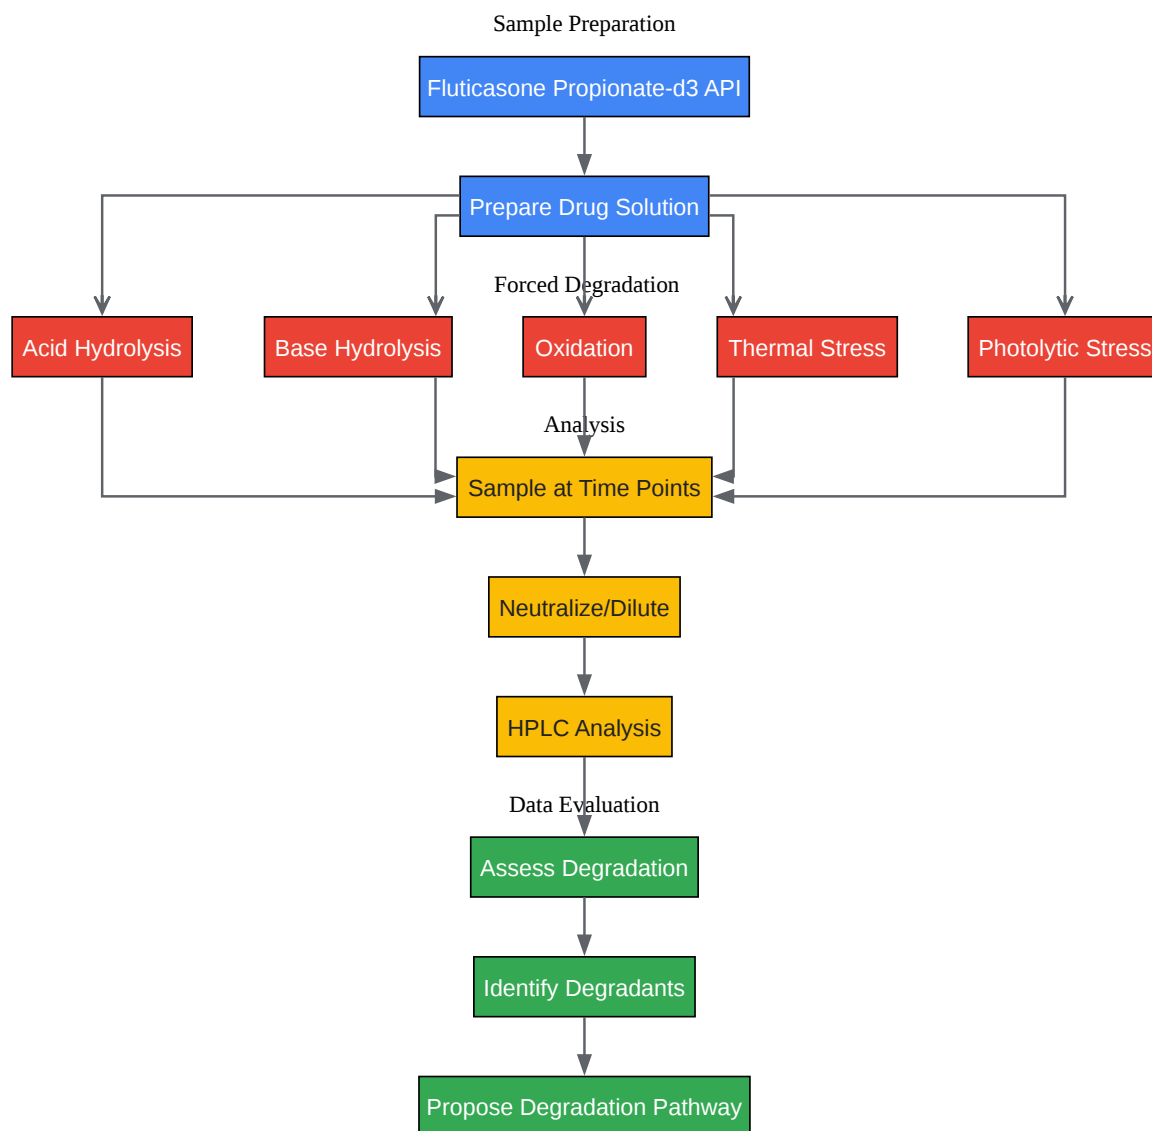 Sample Preparation
Fluticasone Propionate-d3 API
Prepare Drug Solution
Forced Degradation
Acid Hydrolysis
Base Hydrolysis
Oxidation
Thermal Stress
Photolytic Stress
Analysis
Sample at Time Points
Neutralize/Dilute
HPLC Analysis
Data Evaluation
Assess Degradation
Identify Degradants
Propose Degradation Pathway